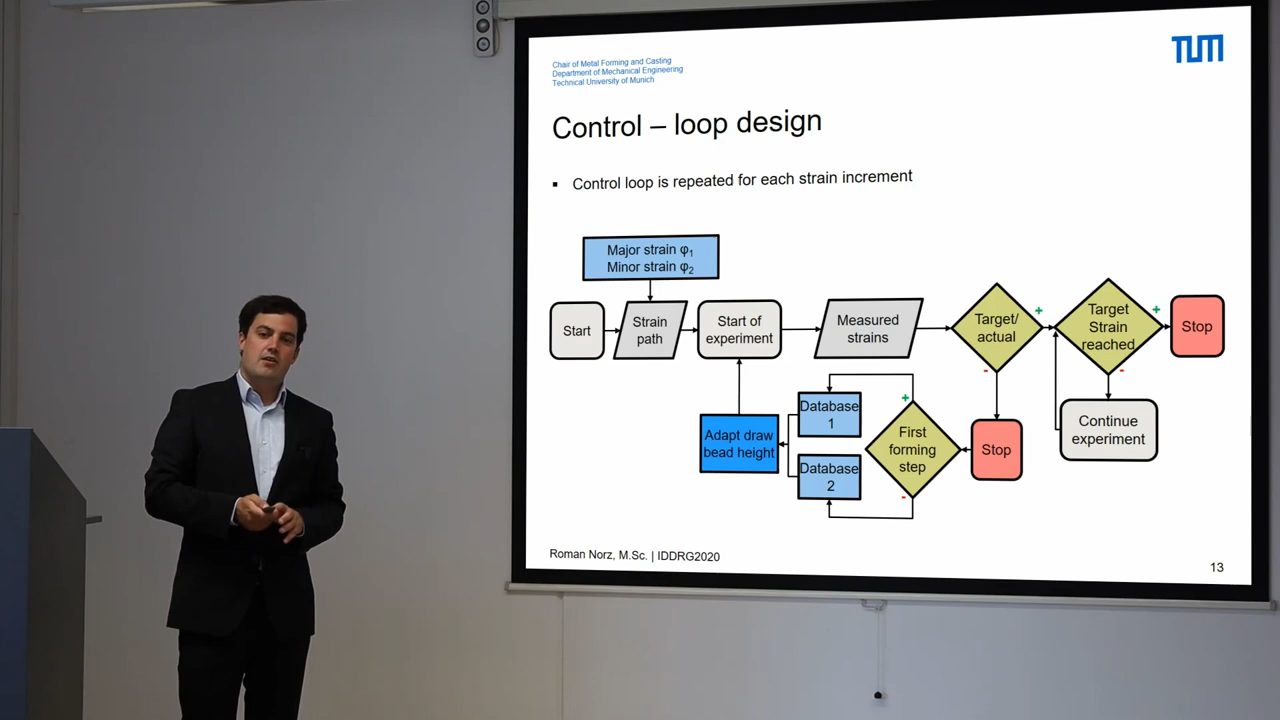 Chair of Metal Forming and Casting
Department of Mechanical Engineering
Technical University of Munich
TUM
Control – loop design
▪ Control loop is repeated for each strain increment
Major strain φ₁
Minor strain φ₂
Start
Strain
path
Start of
experiment
Measured
strains
Target/
actual
+
-
Target
Strain
reached
+
-
Stop
Continue
experiment
Stop
First
forming
step
+
-
Database
1
Database
2
Adapt draw
bead height
Roman Norz, M.Sc. | IDDRG2020
13